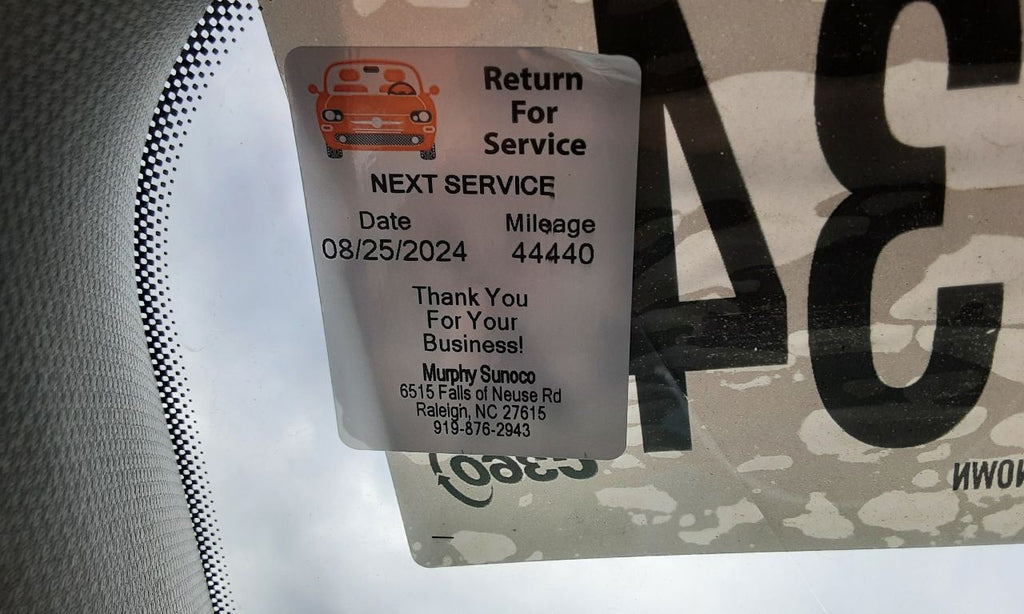 Return
For
Service
NEXT SERVICE
Date Mileage
08/25/2024 44440
Thank You
For Your
Business!
Murphy Sunoco
6515 Falls of Neuse Rd
Raleigh, NC 27615
919-876-2943
34